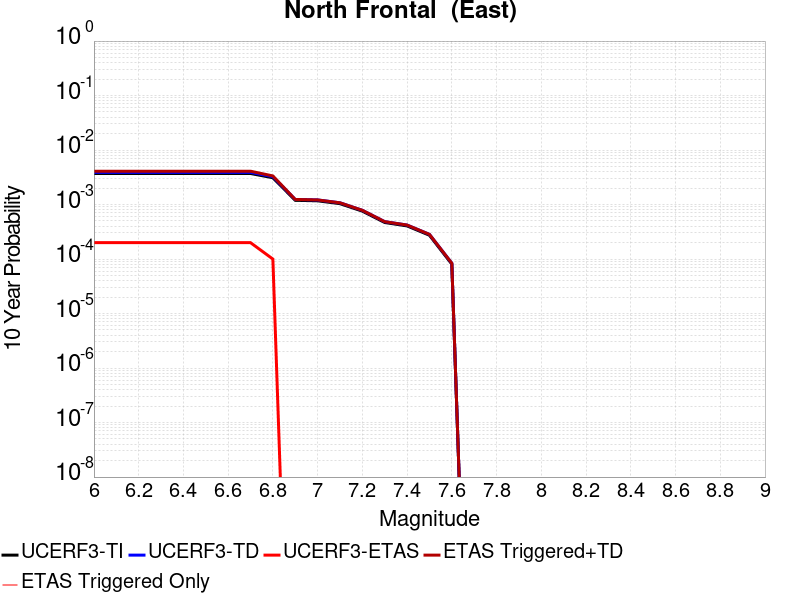 North Frontal  (East)
10 0
10 -1
10 -2
10 -3
10 -4
10 -5
10 -6
10 -7
10 -8
10 Year Probability
6 6.2 6.4 6.6 6.8 7 7.2 7.4 7.6 7.8 8 8.2 8.4 8.6 8.8 9
Magnitude
UCERF3-TI UCERF3-TD UCERF3-ETAS ETAS Triggered+TD
ETAS Triggered Only